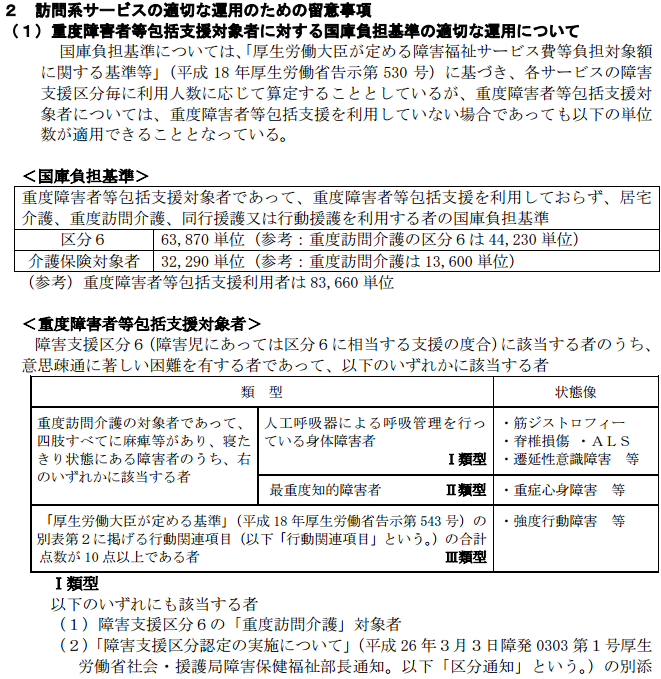 ２　訪問系サービスの適切な運用のための留意事項
（１）重度障害者等包括支援対象者に対する国庫負担基準の適切な運用について
国庫負担基準については、「厚生労働大臣が定める障害福祉サービス費等負担対象額
に関する基準等」（平成 18 年厚生労働省告示第 530 号）に基づき、各サービスの障害
支援区分毎に利用人数に応じて算定することとしているが、重度障害者等包括支援対
象者については、重度障害者等包括支援を利用していない場合であっても以下の単位
数が適用できることとなっている。
＜国庫負担基準＞
重度障害者等包括支援対象者であって、重度障害者等包括支援を利用しておらず、居宅
介護、重度訪問介護、同行援護又は行動援護を利用する者の国庫負担基準
区分６　63,870 単位（参考：重度訪問介護の区分６は 44,230 単位）
介護保険対象者　32,290 単位（参考：重度訪問介護は 13,600 単位）
（参考）重度障害者等包括支援利用者は 83,660 単位
＜重度障害者等包括支援対象者＞
障害支援区分６（障害児にあっては区分６に相当する支援の度合）に該当する者のうち、
意思疎通に著しい困難を有する者であって、以下のいずれかに該当する者
類　型　状態像
重度訪問介護の対象者であって、
四肢すべてに麻痺等があり、寝た
きり状態にある障害者のうち、右
のいずれかに該当する者
人工呼吸器による呼吸管理を行っ
ている身体障害者
Ⅰ類型
・筋ジストロフィー
・脊椎損傷　・ＡＬＳ
・遷延性意識障害　等
最重度知的障害者　Ⅱ類型
・重症心身障害　等
「厚生労働大臣が定める基準」（平成 18 年厚生労働省告示第 543 号）の
別表第２に掲げる行動関連項目（以下「行動関連項目」という。）の合計
点数が 10 点以上である者　Ⅲ類型
・強度行動障害　等
Ⅰ類型
以下のいずれにも該当する者
（１）障害支援区分６の「重度訪問介護」対象者
（２）「障害支援区分認定の実施について」（平成 26 年３月３日障発 0303 第１号厚生
労働省社会・援護局障害保健福祉部長通知。以下「区分通知」という。）の別添